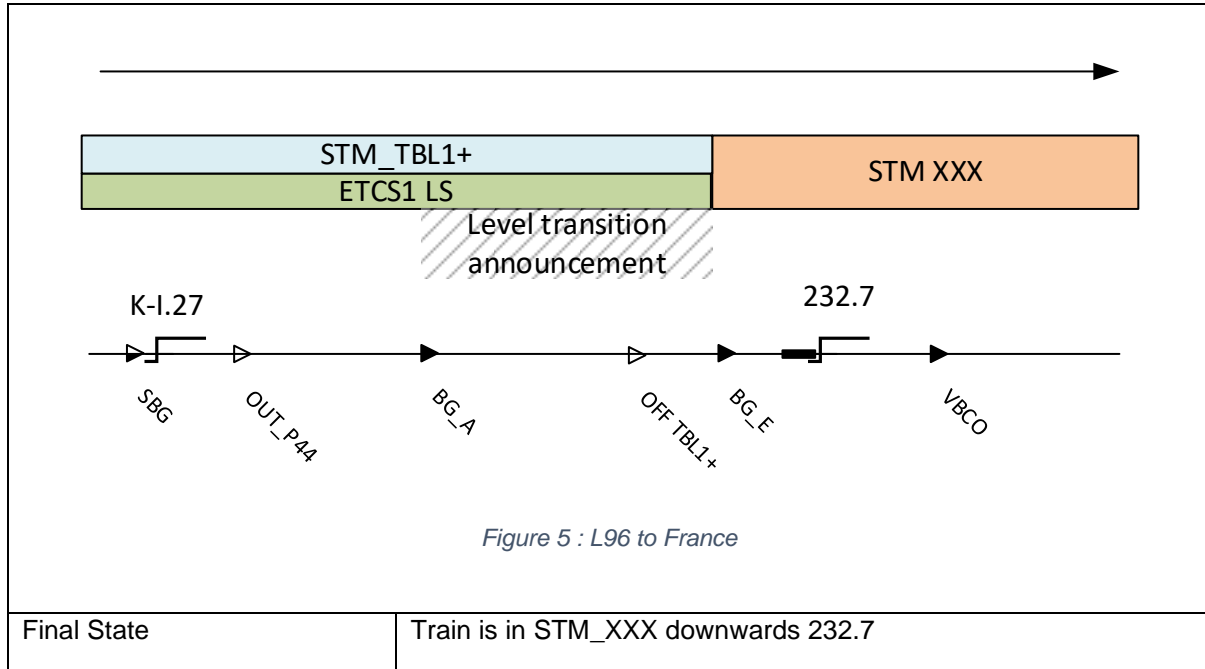 STM_TBL1+
STM XXX
ETCS1 LS
Level transition
announcement
K-I.27
232.7
SBG
OUT_P44
BG_A
OFF TBL1+
BG_E
VBCO
Figure 5 : L96 to France
Final State
Train is in STM_XXX downwards 232.7